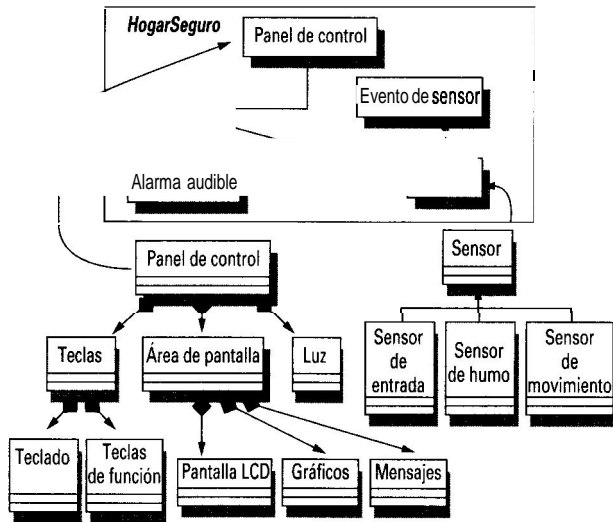 HogarSeguro
Panel de control
Evento de sensor
Alarma audible
Panel de control
Sensor
Teclas
Área de pantalla
Luz
Sensor
de
entrada
Sensor
de humo
Sensor
de
movimiento
Teclado
Teclas
de función
Pantalla LCD
Gráficos
Mensajes